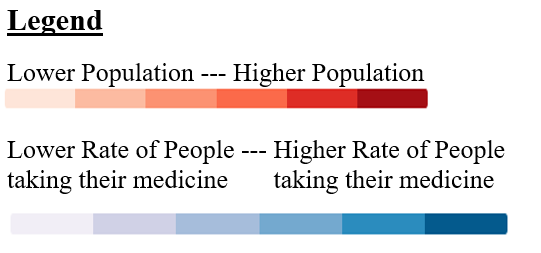 Legend
Lower Population --- Higher Population
Lower Rate of People --- Higher Rate of People
taking their medicine taking their medicine